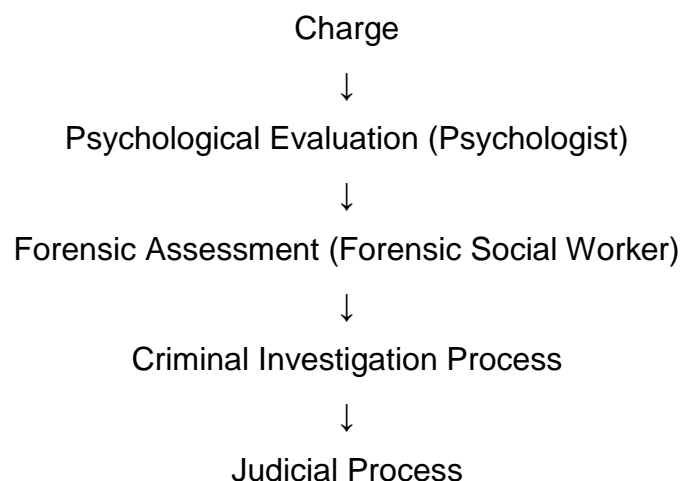 Charge
↓
Psychological Evaluation (Psychologist)
↓
Forensic Assessment (Forensic Social Worker)
↓
Criminal Investigation Process
↓
Judicial Process